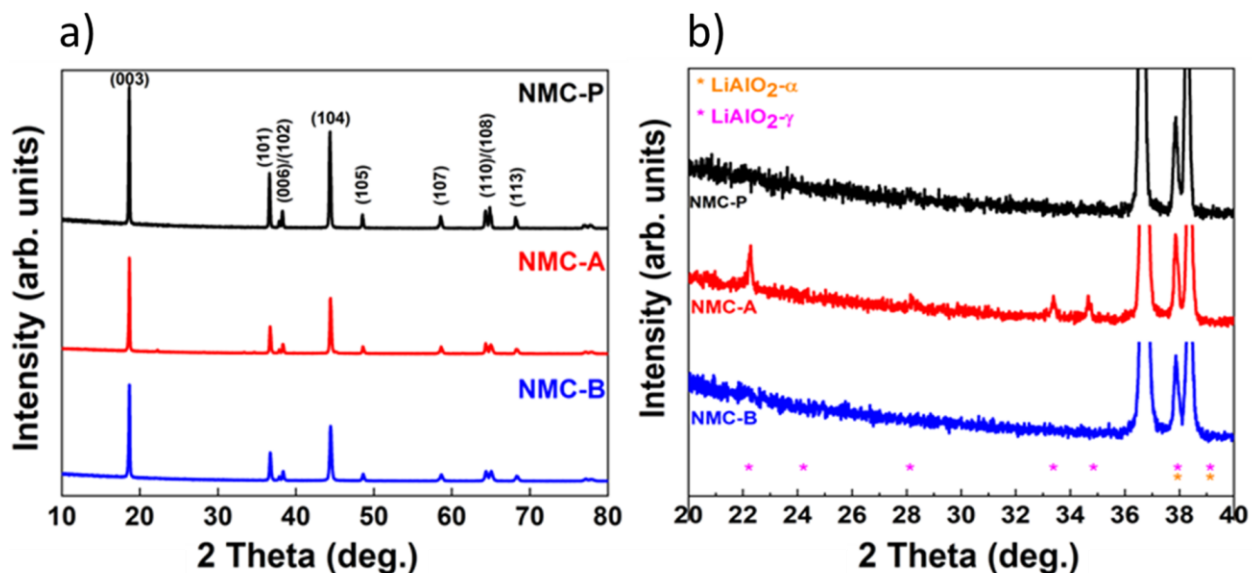 a)
(003)
NMC-P
(101)
(006)/(102)
(104)
(105)
(107)
(110)/(108)
(113)
NMC-A
NMC-B
Intensity (arb. units)
10 20 30 40 50 60 70 80
2 Theta (deg.)
b)
* LiAlO2-α
* LiAlO2-γ
NMC-P
NMC-A
NMC-B
Intensity (arb. units)
20 22 24 26 28 30 32 34 36 38 40
2 Theta (deg.)